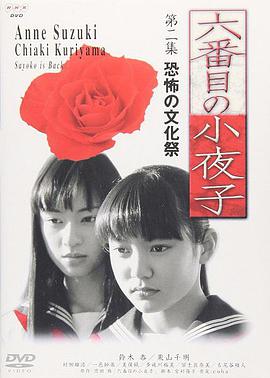 NHK
DVD
Anne Suzuki
Chiaki Kuriyama
Sayoko is Back
六番目の小夜子
第二集 恐怖の文化祭
鈴木 杏／栗山千明
DVD
VIDEO